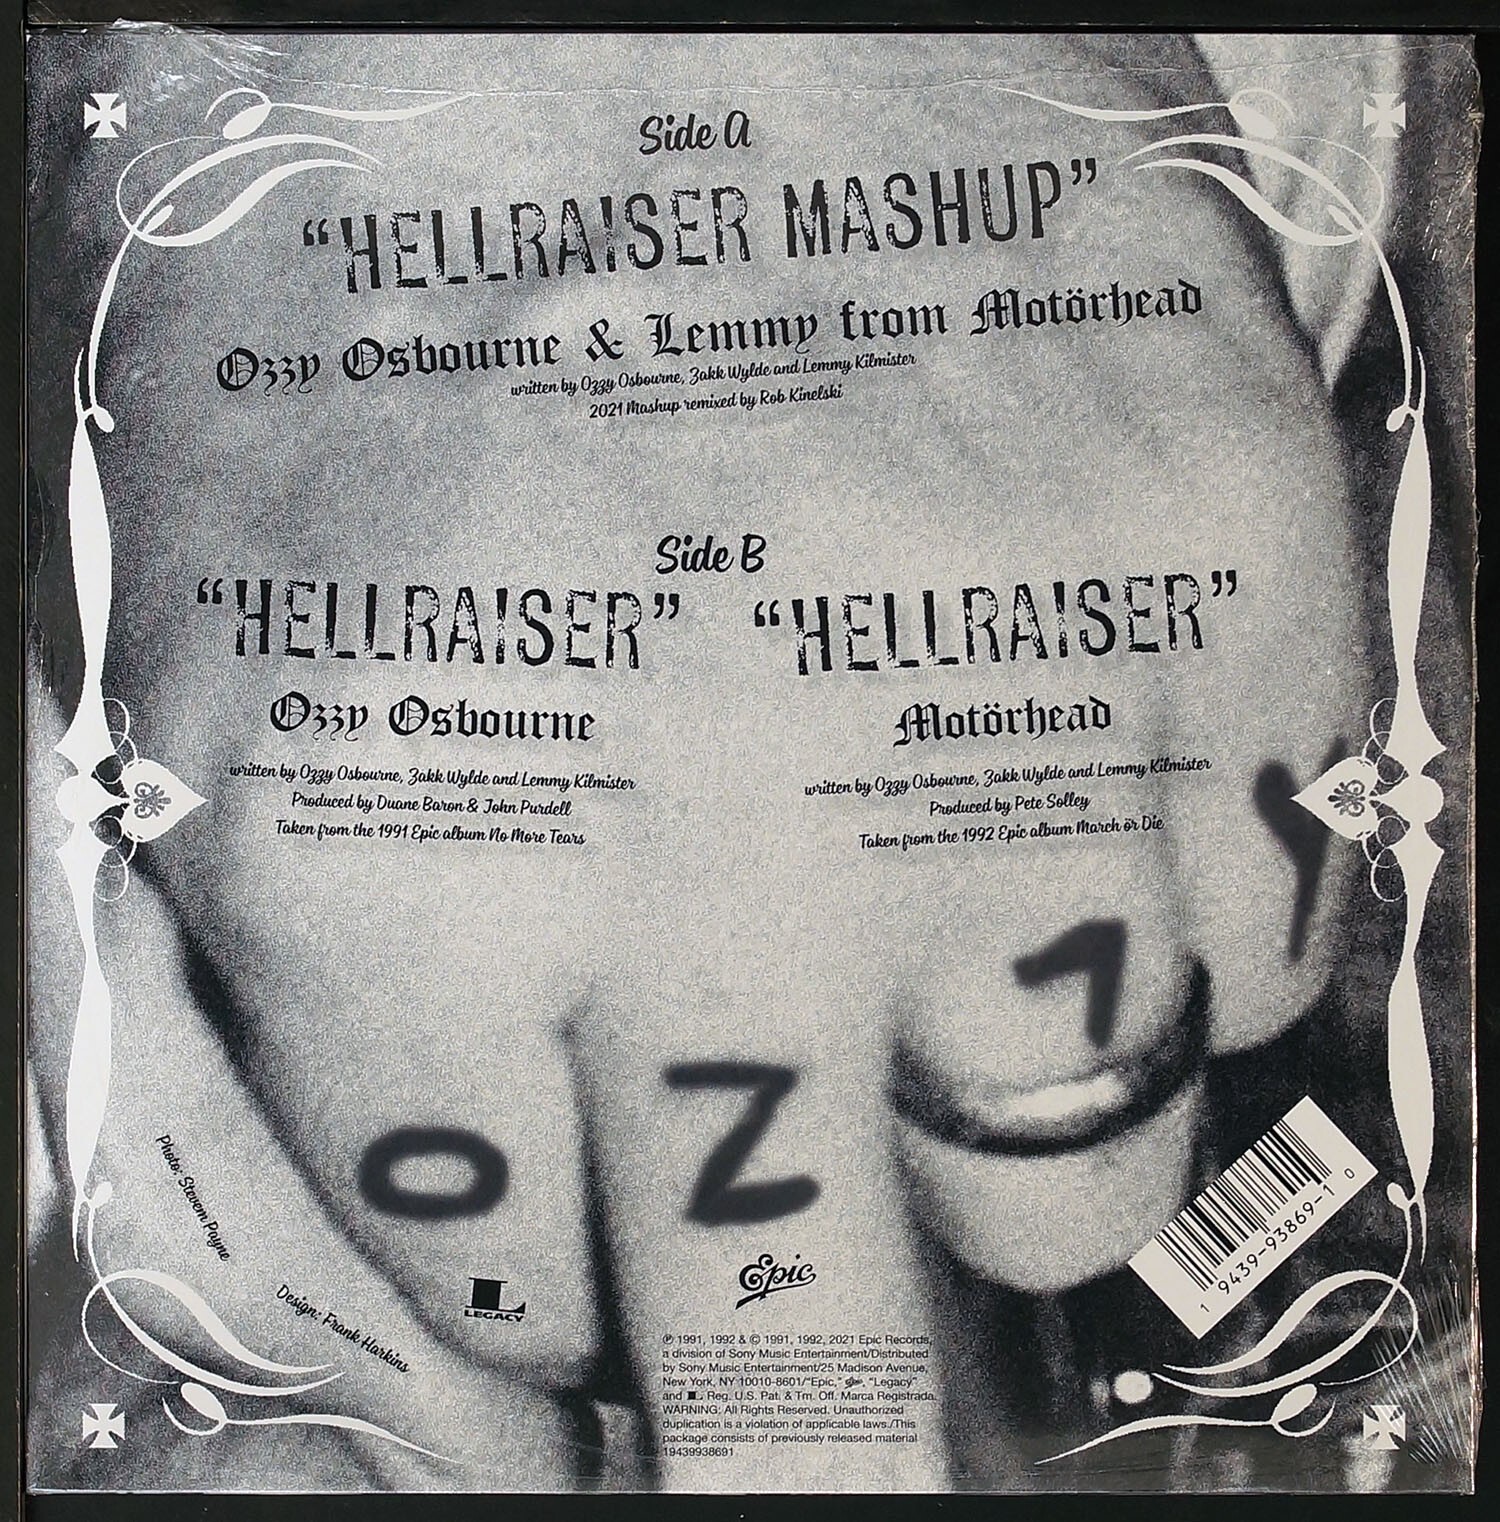 Side A
“HELLRAISER MASHUP”
Ozzy Osbourne & Lemmy from Motörhead
written by Ozzy Osbourne, Zakk Wylde and Lemmy Kilmister
2021 Mashup remixed by Rob Kinelski
Side B
“HELLRAISER”
Ozzy Osbourne
written by Ozzy Osbourne, Zakk Wylde and Lemmy Kilmister
Produced by Duane Baron & John Purdell
Taken from the 1991 Epic album No More Tears
“HELLRAISER”
Motörhead
written by Ozzy Osbourne, Zakk Wylde and Lemmy Kilmister
Produced by Pete Solley
Taken from the 1992 Epic album March ör Die
O Z
Y
Photo: Stevem Payne
Design: Frank Harkins
LEGACY
Epic
℗ 1991, 1992 & © 1991, 1992, 2021 Epic Records,
a division of Sony Music Entertainment/Distributed
by Sony Music Entertainment/25 Madison Avenue,
New York, NY 10010-8601/“Epic,” “Legacy”
and L Reg. U.S. Pat. & Tm. Off. Marca Registrada.
WARNING: All Rights Reserved. Unauthorized
duplication is a violation of applicable laws./This
package consists of previously released material
19439938691
1 9439-93869-1 0